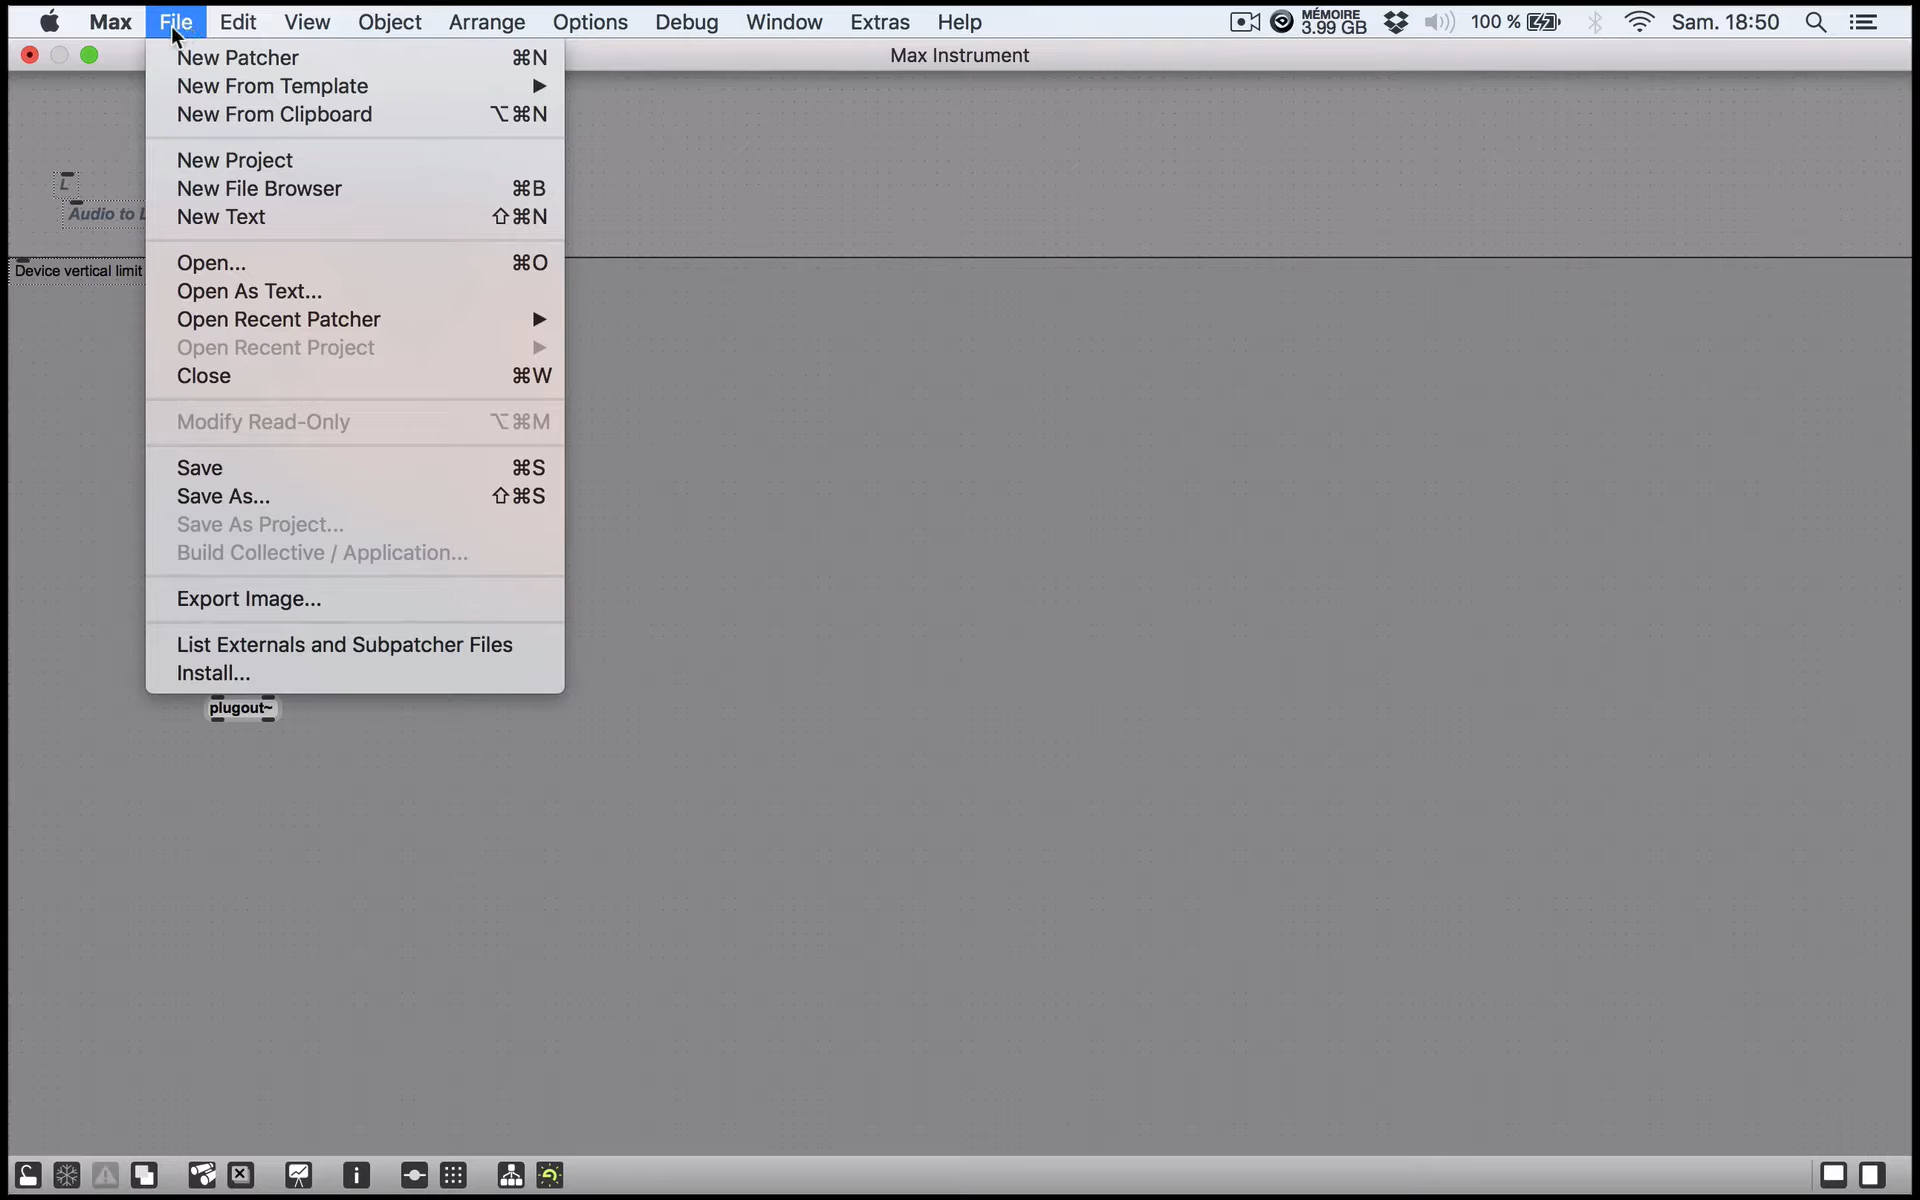 Max File Edit View Object Arrange Options Debug Window Extras Help MÉMOIRE 3.99 GB 100 % Sam. 18:50
Max Instrument
New Patcher ⌘N
New From Template ▶
New From Clipboard ⌥⌘N
New Project
New File Browser ⌘B
New Text ⇧⌘N
L
Audio to L
Open... ⌘O
Device vertical limit
Open As Text...
Open Recent Patcher ▶
Open Recent Project ▶
Close ⌘W
Modify Read-Only ⌥⌘M
Save ⌘S
Save As... ⇧⌘S
Save As Project...
Build Collective / Application...
Export Image...
List Externals and Subpatcher Files
Install...
plugout~